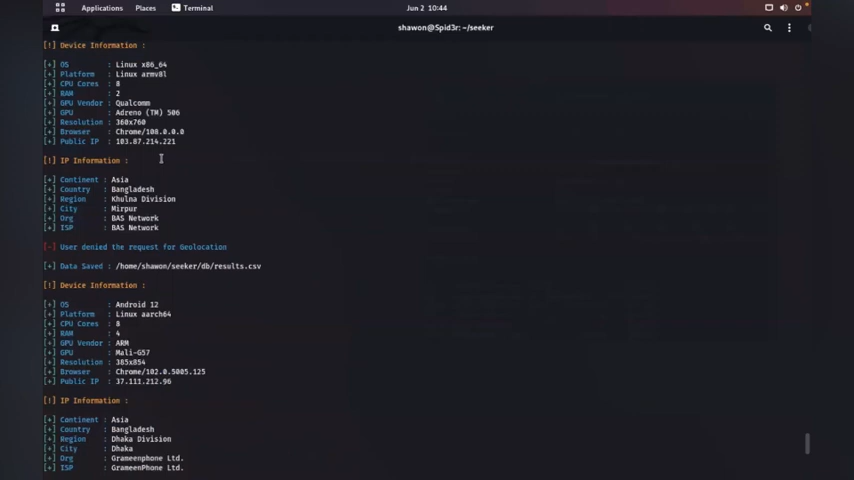 Applications Places Terminal Jun 2 10:44
shawon@Spid3r: ~/seeker
[!] Device Information :
[+] OS : Linux x86_64
[+] Platform : Linux armv8l
[+] CPU Cores : 8
[+] RAM : 2
[+] GPU Vendor : Qualcomm
[+] GPU : Adreno (TM) 506
[+] Resolution : 360x760
[+] Browser : Chrome/108.0.0.0
[+] Public IP : 103.87.214.221
[!] IP Information :
[+] Continent : Asia
[+] Country : Bangladesh
[+] Region : Khulna Division
[+] City : Mirpur
[+] Org : BAS Network
[+] ISP : BAS Network
[-] User denied the request for Geolocation
[+] Data Saved : /home/shawon/seeker/db/results.csv
[!] Device Information :
[+] OS : Android 12
[+] Platform : Linux aarch64
[+] CPU Cores : 8
[+] RAM : 4
[+] GPU Vendor : ARM
[+] GPU : Mali-G57
[+] Resolution : 385x854
[+] Browser : Chrome/102.0.5005.125
[+] Public IP : 37.111.212.96
[!] IP Information :
[+] Continent : Asia
[+] Country : Bangladesh
[+] Region : Dhaka Division
[+] City : Dhaka
[+] Org : Grameenphone Ltd.
[+] ISP : GrameenPhone Ltd.